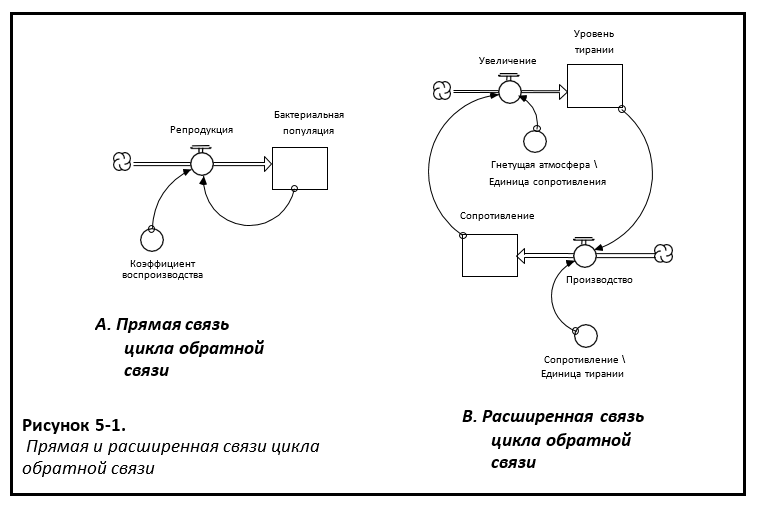 Репродукция
Бактериальная
популяция
Коэффициент
воспроизводства
А. Прямая связь
цикла обратной
связи
Уровень
тирании
Увеличение
Гнетущая атмосфера \
Единица сопротивления
Сопротивление
Производство
Сопротивление \
Единица тирании
В. Расширенная связь
цикла обратной
связи
Рисунок 5-1.
Прямая и расширенная связи цикла
обратной связи